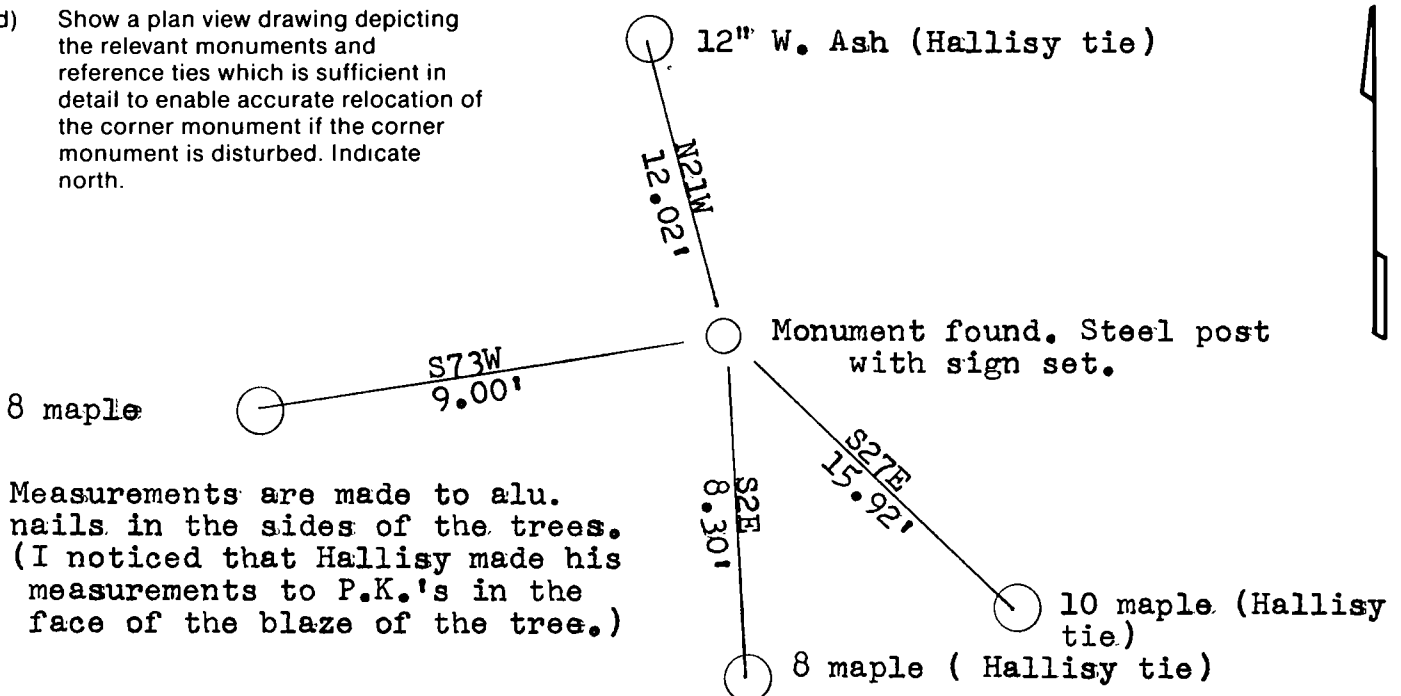 d) Show a plan view drawing depicting
the relevant monuments and
reference ties which is sufficient in
detail to enable accurate relocation of
the corner monument if the corner
monument is disturbed. Indicate
north.
12" W. Ash (Hallisy tie)
N21W
12.02'
Monument found. Steel post
with sign set.
S73W
9.00'
8 maple
S27E
15.92'
S2E
8.30'
Measurements are made to alu.
nails in the sides of the trees.
(I noticed that Hallisy made his
measurements to P.K.'s in the
face of the blaze of the tree.)
10 maple (Hallisy
tie)
8 maple ( Hallisy tie)